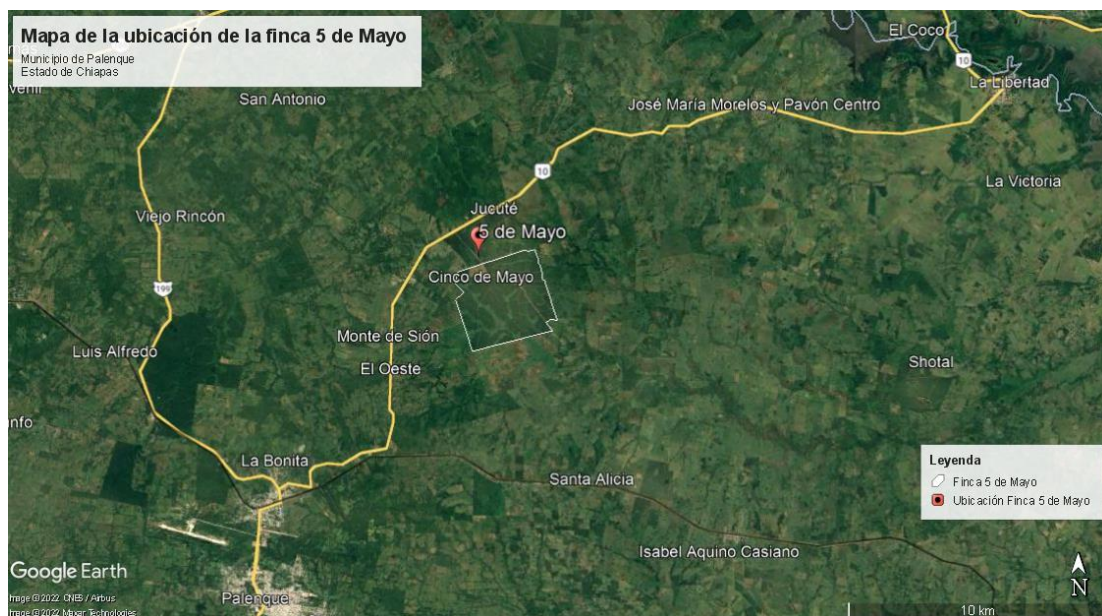 Mapa de la ubicación de la finca 5 de Mayo
Municipio de Palenque
Estado de Chiapas
El Coco
10
La Libertad
San Antonio
José María Morelos y Pavón Centro
10
La Victoria
Jucuté
Viejo Rincón
5 de Mayo
Cinco de Mayo
199
Monte de Sión
Luis Alfredo
El Oeste
Shotal
La Bonita
Leyenda
Finca 5 de Mayo
Ubicación Finca 5 de Mayo
Santa Alicia
Isabel Aquino Casiano
Google Earth
Image © 2022 CNES / Airbus
Image © 2022 Maxar Technologies
Palenque
N
10 km